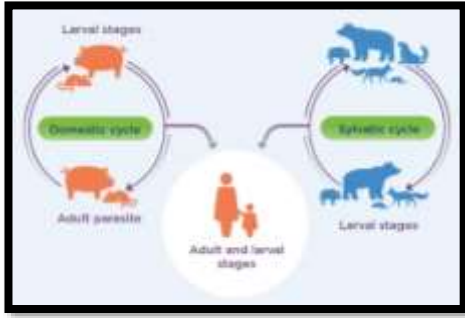 Larval stages
Domestic cycle
Sylvatic cycle
Adult parasite
Larval stages
Adult and larval
stages